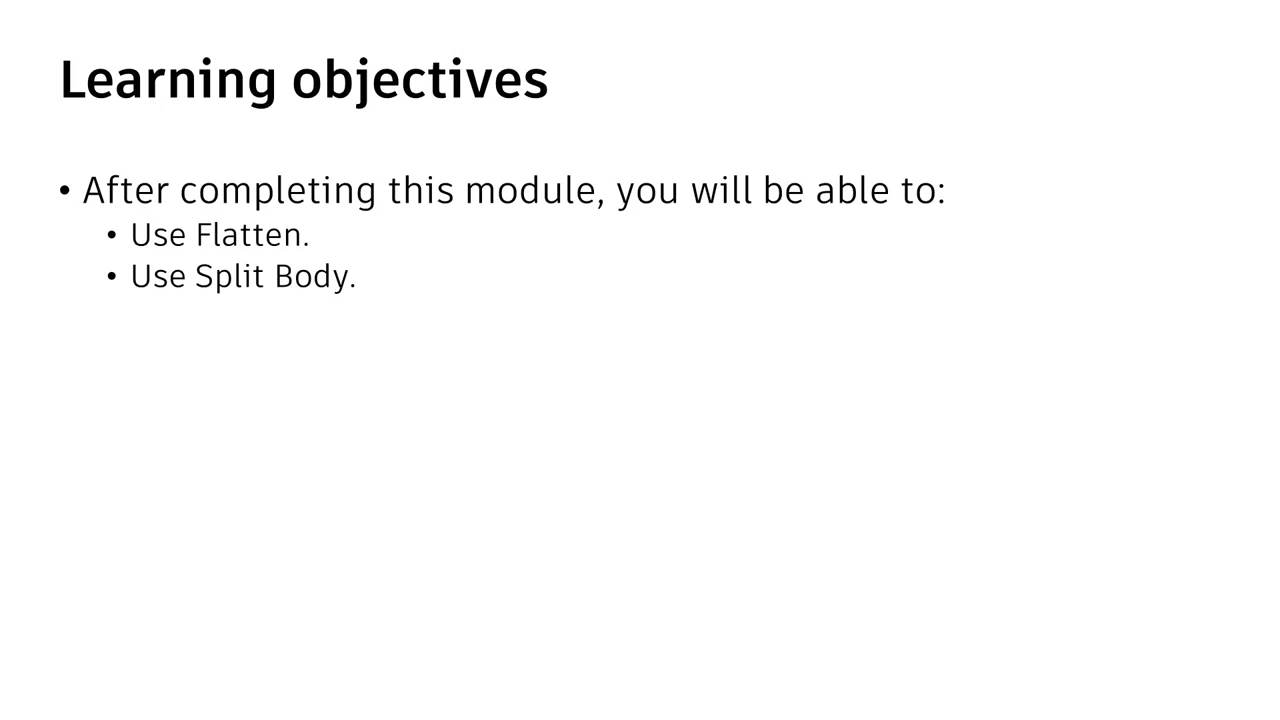 Learning objectives
• After completing this module, you will be able to:
• Use Flatten.
• Use Split Body.